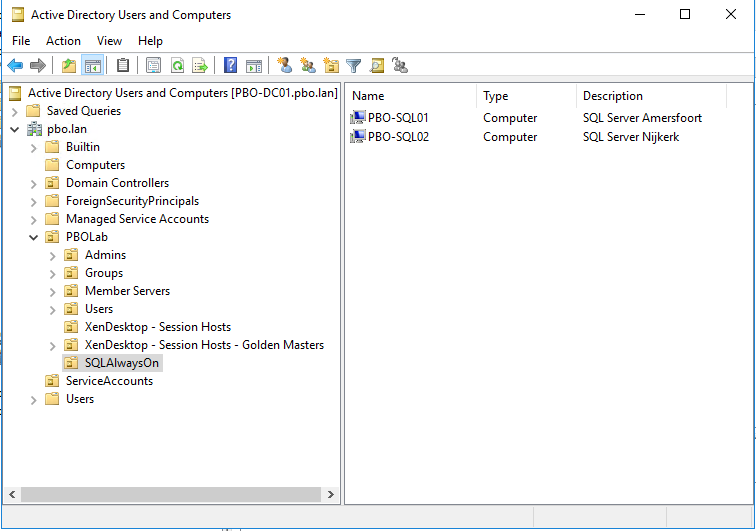 Active Directory Users and Computers
File Action View Help
Active Directory Users and Computers [PBO-DC01.pbo.lan]
Saved Queries
pbo.lan
Builtin
Computers
Domain Controllers
ForeignSecurityPrincipals
Managed Service Accounts
PBOLab
Admins
Groups
Member Servers
Users
XenDesktop - Session Hosts
XenDesktop - Session Hosts - Golden Masters
SQLAlwaysOn
ServiceAccounts
Users
Name Type Description
PBO-SQL01 Computer SQL Server Amersfoort
PBO-SQL02 Computer SQL Server Nijkerk